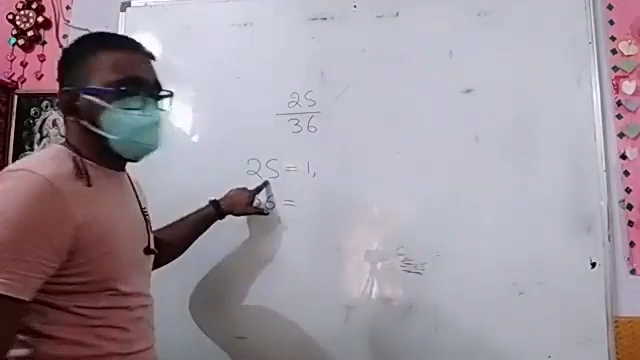 25
36
25 = 1,
36 =